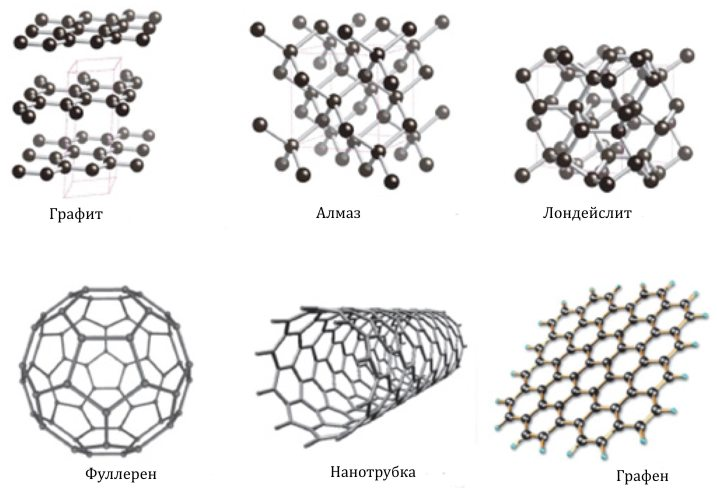 Графит
Алмаз
Лондейслит
Фуллерен
Нанотрубка
Графен